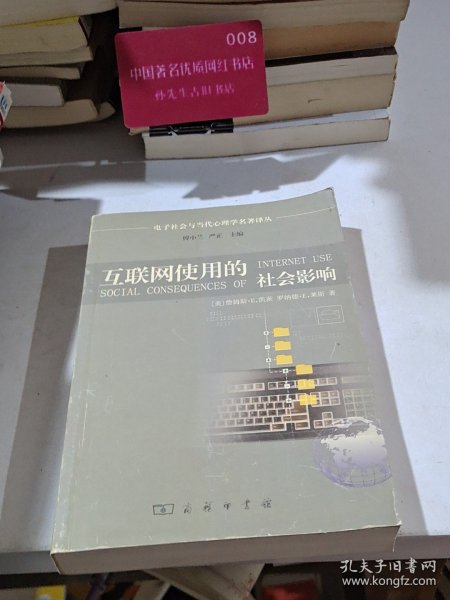 008
中国著名优质网红书店
孙先生古旧书店
电子社会与当代心理学名著译丛
傅小兰 严正 主编
互联网使用的
INTERNET USE
SOCIAL CONSEQUENCES OF
社会影响
[美]詹姆斯·E.凯茨 罗纳德·E.莱斯 著
商务印书馆
孔夫子旧书网
www.kongfz.com